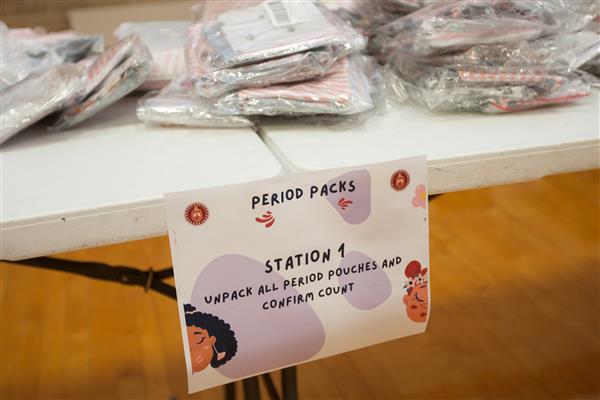 PERIOD PACKS
STATION 1
UNPACK ALL PERIOD POUCHES AND
CONFIRM COUNT